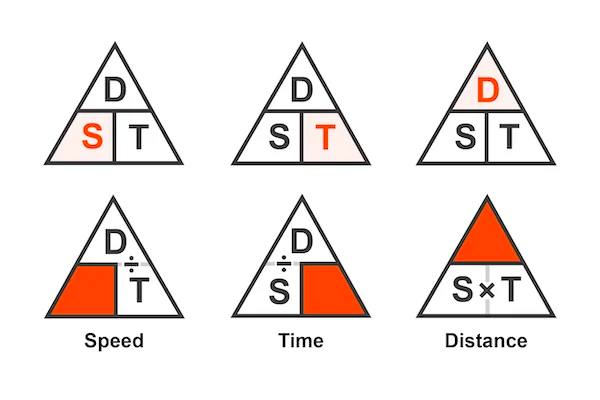 D D D
S T S T S T
D D
÷ ÷
T S S×T
Speed Time Distance